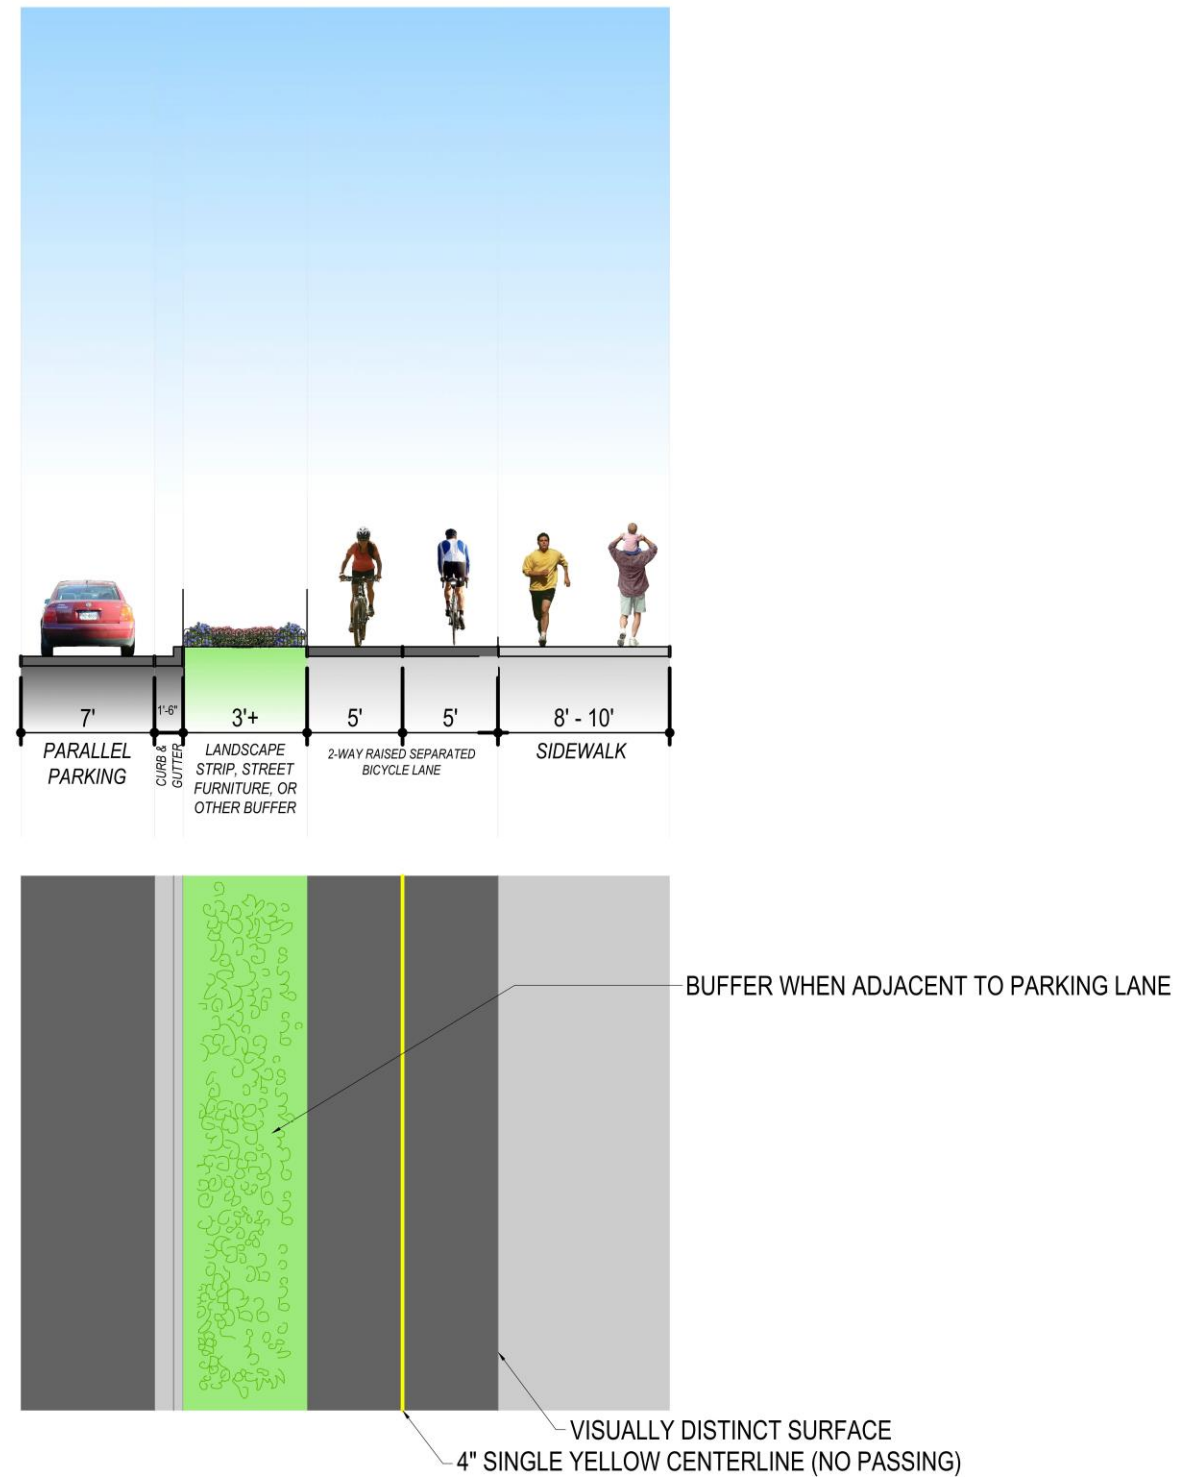 7'
1'-6"
3'+
5'
5'
8' - 10'
PARALLEL
PARKING
CURB &
GUTTER
LANDSCAPE
STRIP, STREET
FURNITURE, OR
OTHER BUFFER
2-WAY RAISED SEPARATED
BICYCLE LANE
SIDEWALK
BUFFER WHEN ADJACENT TO PARKING LANE
VISUALLY DISTINCT SURFACE
4" SINGLE YELLOW CENTERLINE (NO PASSING)